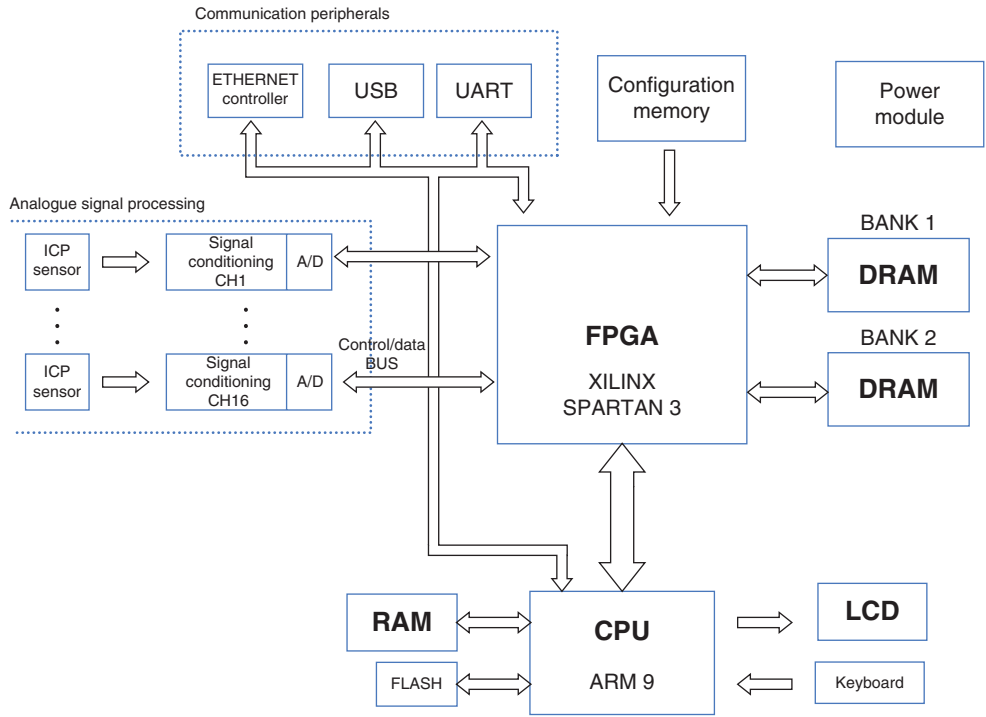 Communication peripherals
ETHERNET
controller
USB
UART
Configuration
memory
Power
module
Analogue signal processing
ICP
sensor
Signal
conditioning
CH1
A/D
ICP
sensor
Signal
conditioning
CH16
A/D
Control/data
BUS
FPGA
XILINX
SPARTAN 3
BANK 1
DRAM
BANK 2
DRAM
RAM
FLASH
CPU
ARM 9
LCD
Keyboard